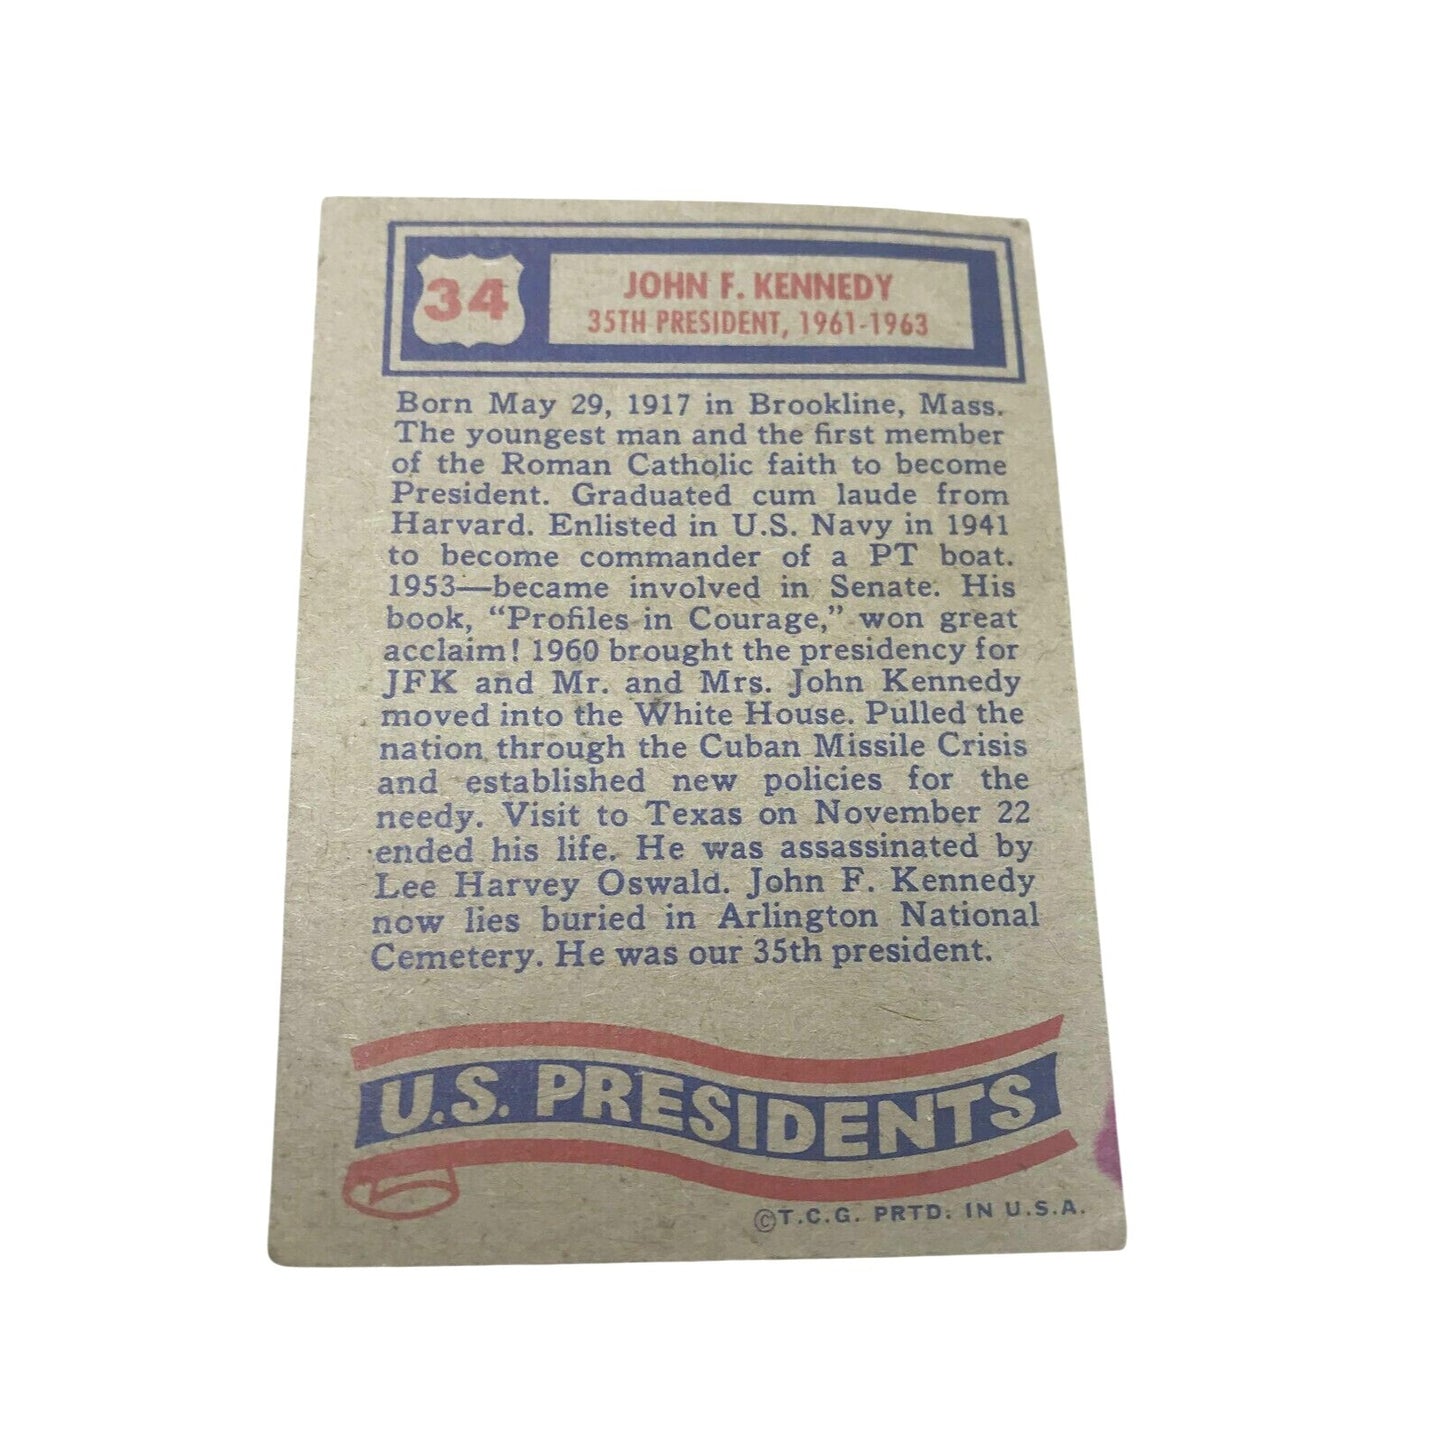 34
JOHN F. KENNEDY
35TH PRESIDENT, 1961-1963
Born May 29, 1917 in Brookline, Mass.
The youngest man and the first member
of the Roman Catholic faith to become
President. Graduated cum laude from
Harvard. Enlisted in U.S. Navy in 1941
to become commander of a PT boat.
1953—became involved in Senate. His
book, “Profiles in Courage,” won great
acclaim! 1960 brought the presidency for
JFK and Mr. and Mrs. John Kennedy
moved into the White House. Pulled the
nation through the Cuban Missile Crisis
and established new policies for the
needy. Visit to Texas on November 22
ended his life. He was assassinated by
Lee Harvey Oswald. John F. Kennedy
now lies buried in Arlington National
Cemetery. He was our 35th president.
U.S. PRESIDENTS
©T.C.G. PRTD. IN U.S.A.